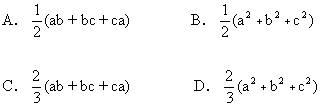 A. 1/2(ab+bc+ca) B. 1/2(a²+b²+c²)
C. 2/3(ab+bc+ca) D. 2/3(a²+b²+c²)